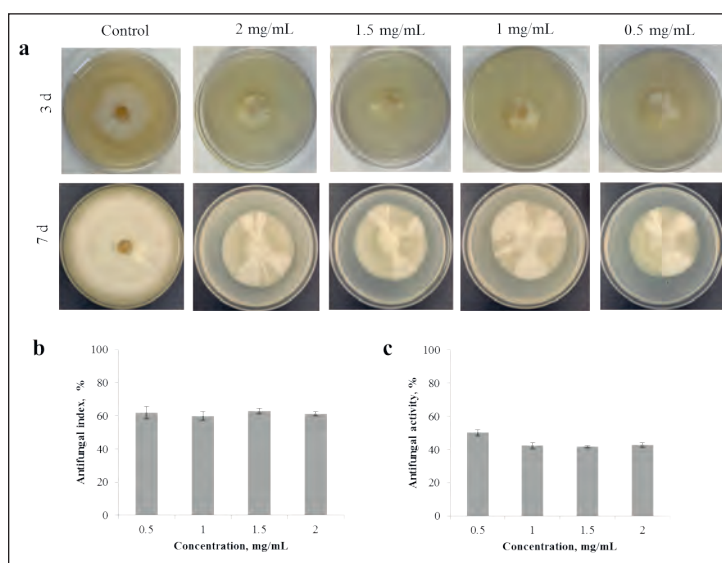 a
Control 2 mg/mL 1.5 mg/mL 1 mg/mL 0.5 mg/mL
3 d
7 d
b
100
80
60
40
20
0
Antifungal index, %
0.5 1 1.5 2
Concentration, mg/mL
c
100
80
60
40
20
0
Antifungal activity, %
0.5 1 1.5 2
Concentration, mg/mL